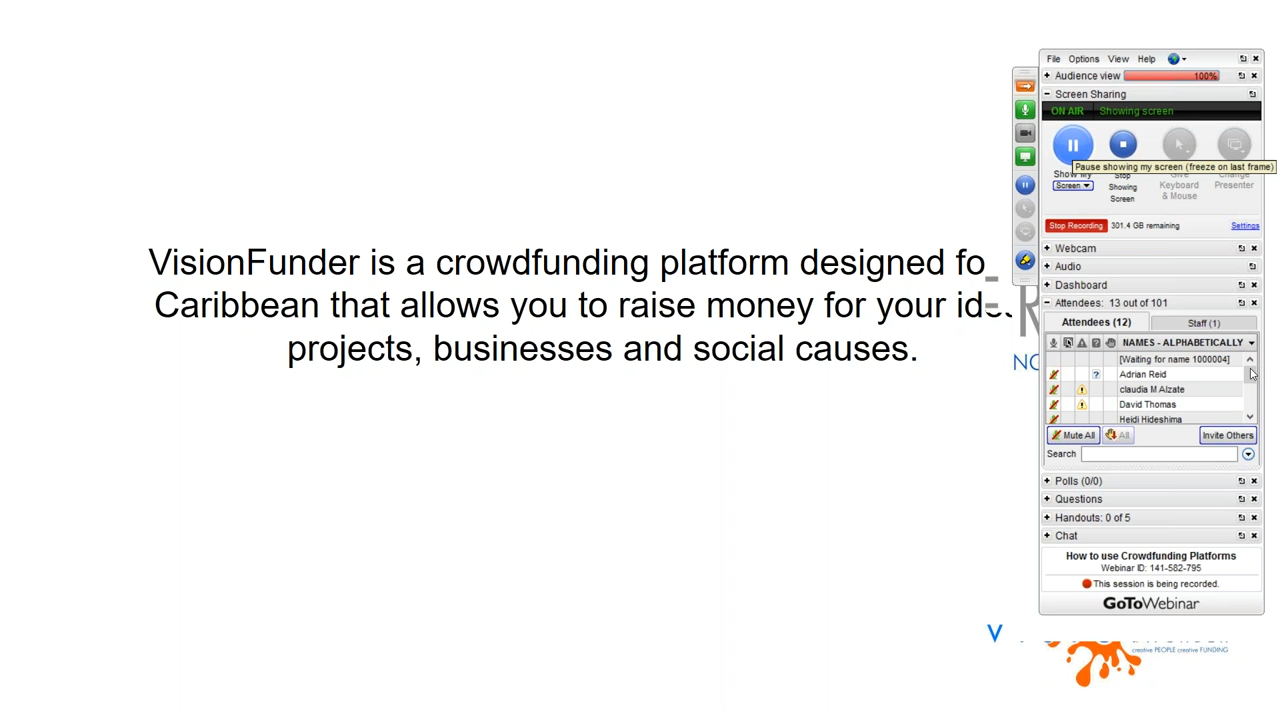 VisionFunder is a crowdfunding platform designed fo
Caribbean that allows you to raise money for your
projects, businesses and social causes.
File Options View Help
Audience view 100%
Screen Sharing
ON AIR Showing screen
Pause showing my screen (freeze on last frame)
Show My
Screen
Stop
Showing
Screen
Give
Keyboard
& Mouse
Change
Presenter
Stop Recording 301.4 GB remaining Settings
Webcam
Audio
Dashboard
Attendees: 13 out of 101
Attendees (12) Staff (1)
NAMES - ALPHABETICALLY
[Waiting for name 1000004]
Adrian Reid
claudia M Alzate
David Thomas
Heidi Hideshima
Mute All All Invite Others
Search
Polls (0/0)
Questions
Handouts: 0 of 5
Chat
How to use Crowdfunding Platforms
Webinar ID: 141-582-795
This session is being recorded.
GoToWebinar
creative PEOPLE creative FUNDING